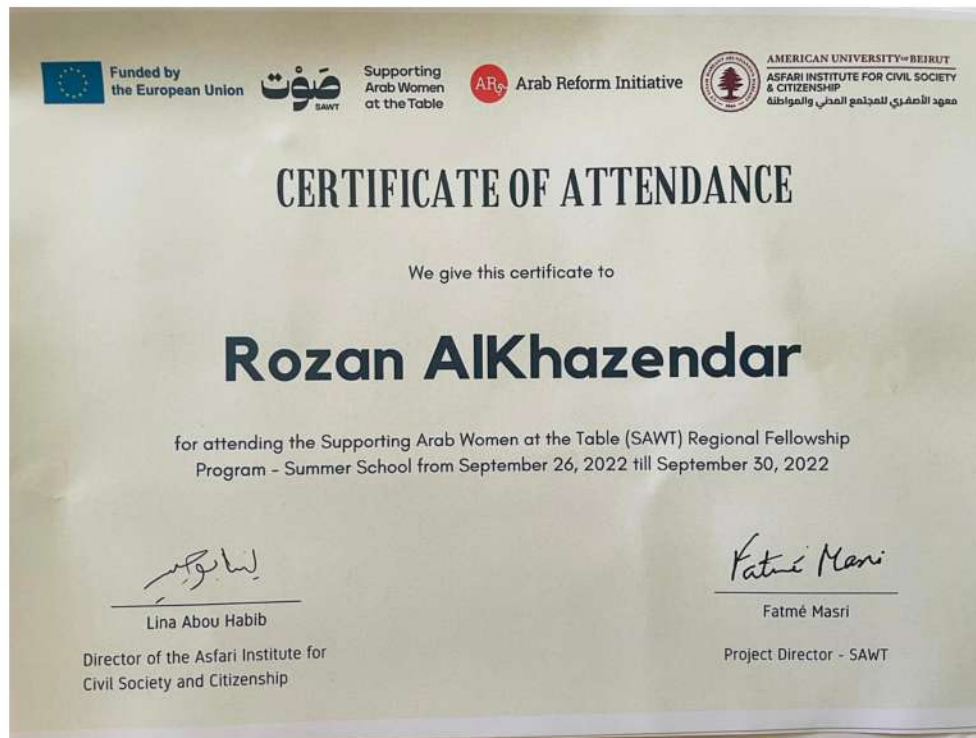 Funded by
the European Union
صَوْت
SAWT
Supporting
Arab Women
at the Table
ARi
Arab Reform Initiative
AMERICAN UNIVERSITY of BEIRUT
ASFARI INSTITUTE FOR CIVIL SOCIETY
& CITIZENSHIP
معهد الأصفري للمجتمع المدني والمواطنة
CERTIFICATE OF ATTENDANCE
We give this certificate to
Rozan AlKhazendar
for attending the Supporting Arab Women at the Table (SAWT) Regional Fellowship
Program - Summer School from September 26, 2022 till September 30, 2022
Fatmé Masri
Lina Abou Habib
Fatmé Masri
Director of the Asfari Institute for
Civil Society and Citizenship
Project Director - SAWT